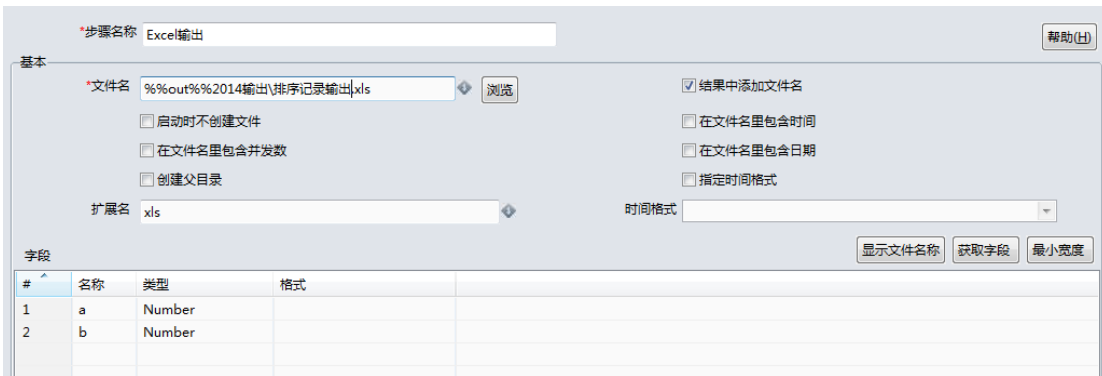 *步骤名称 Excel输出 帮助(H)
基本
*文件名 %%out%%2014输出\排序记录输出.xls 浏览 结果中添加文件名
启动时不创建文件 在文件名里包含时间
在文件名里包含并发数 在文件名里包含日期
创建父目录 指定时间格式
扩展名 xls 时间格式
字段 显示文件名称 获取字段 最小宽度
# 名称 类型 格式
1 a Number
2 b Number